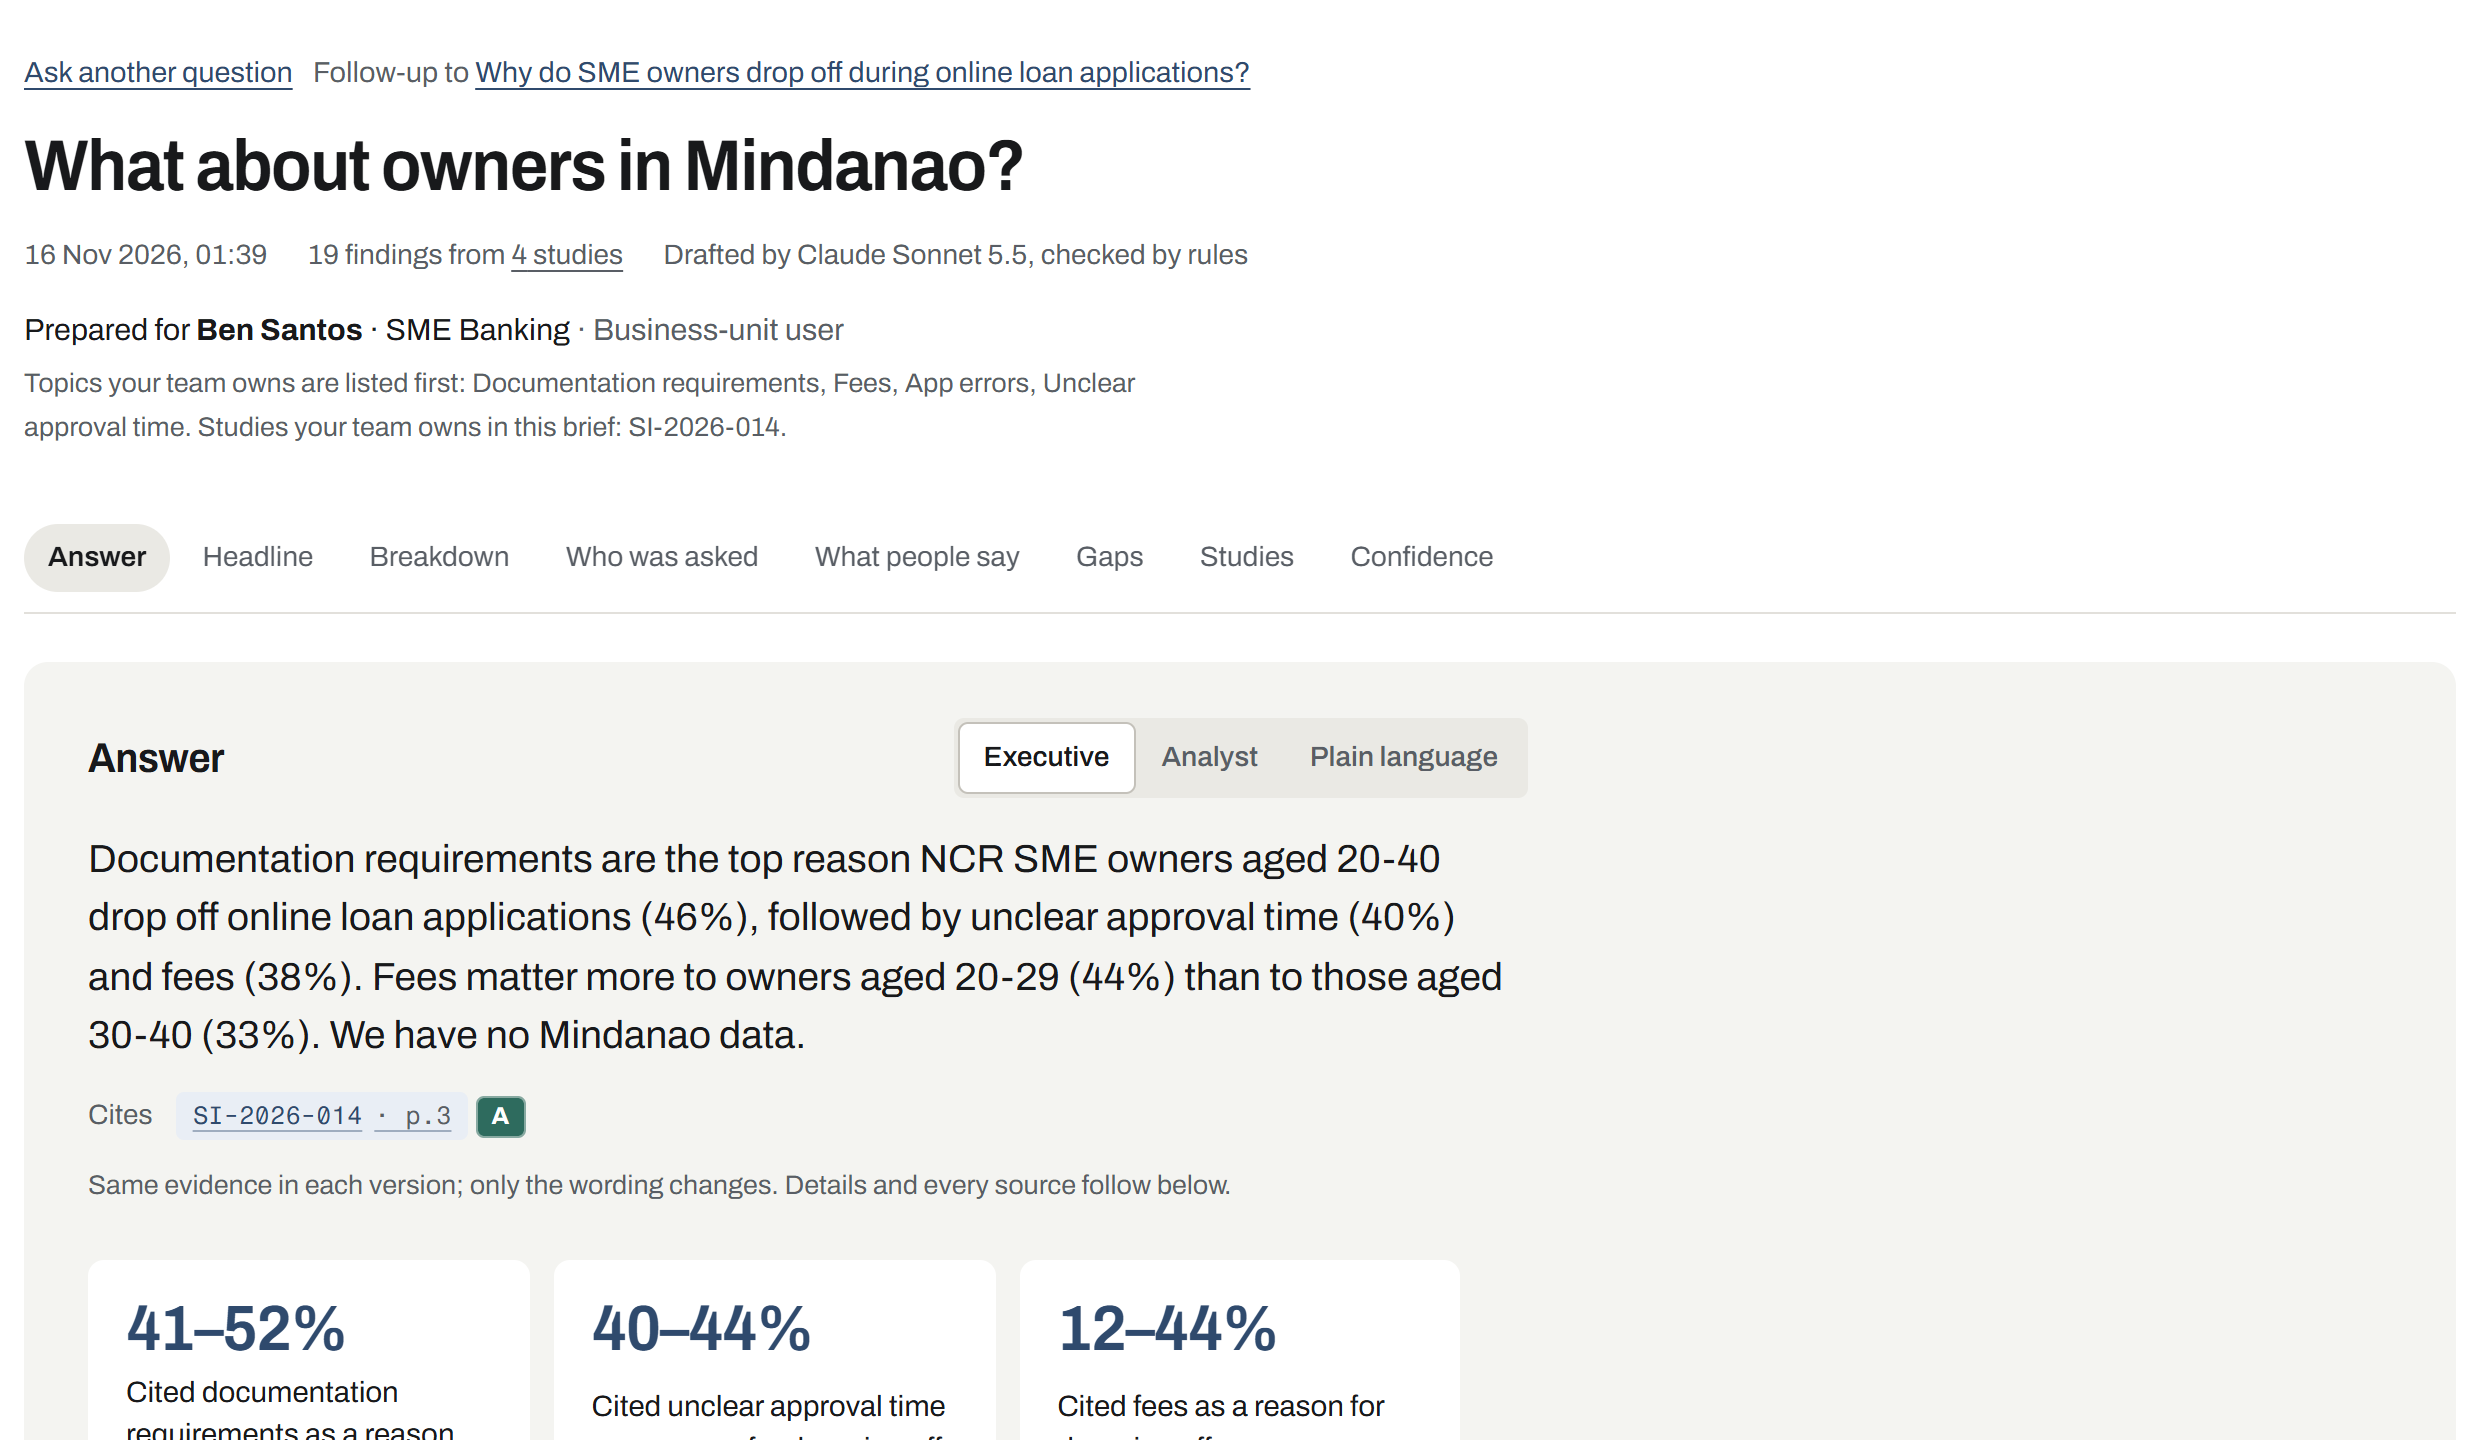 Ask another question Follow-up to Why do SME owners drop off during online loan applications?
What about owners in Mindanao?
16 Nov 2026, 01:39 19 findings from 4 studies Drafted by Claude Sonnet 5.5, checked by rules
Prepared for Ben Santos · SME Banking · Business-unit user
Topics your team owns are listed first: Documentation requirements, Fees, App errors, Unclear
approval time. Studies your team owns in this brief: SI-2026-014.
Answer Headline Breakdown Who was asked What people say Gaps Studies Confidence
Answer Executive Analyst Plain language
Documentation requirements are the top reason NCR SME owners aged 20-40
drop off online loan applications (46%), followed by unclear approval time (40%)
and fees (38%). Fees matter more to owners aged 20-29 (44%) than to those aged
30-40 (33%). We have no Mindanao data.
Cites SI-2026-014 · p.3 A
Same evidence in each version; only the wording changes. Details and every source follow below.
41–52% 40–44% 12–44%
Cited documentation
Cited unclear approval time Cited fees as a reason for
requirements as a reason